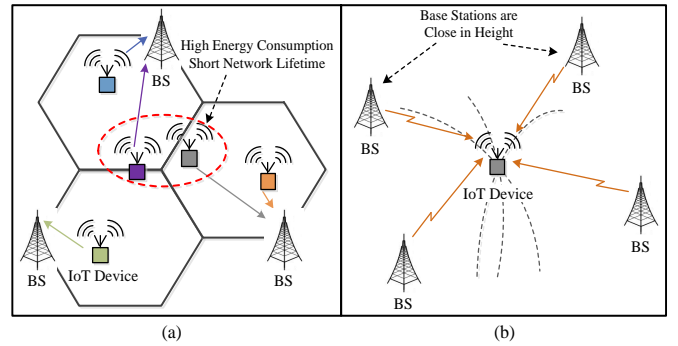 BS
High Energy Consumption
Short Network Lifetime
IoT Device
BS
BS
(a)
Base Stations are
Close in Height
BS
BS
IoT Device
BS
BS
(b)